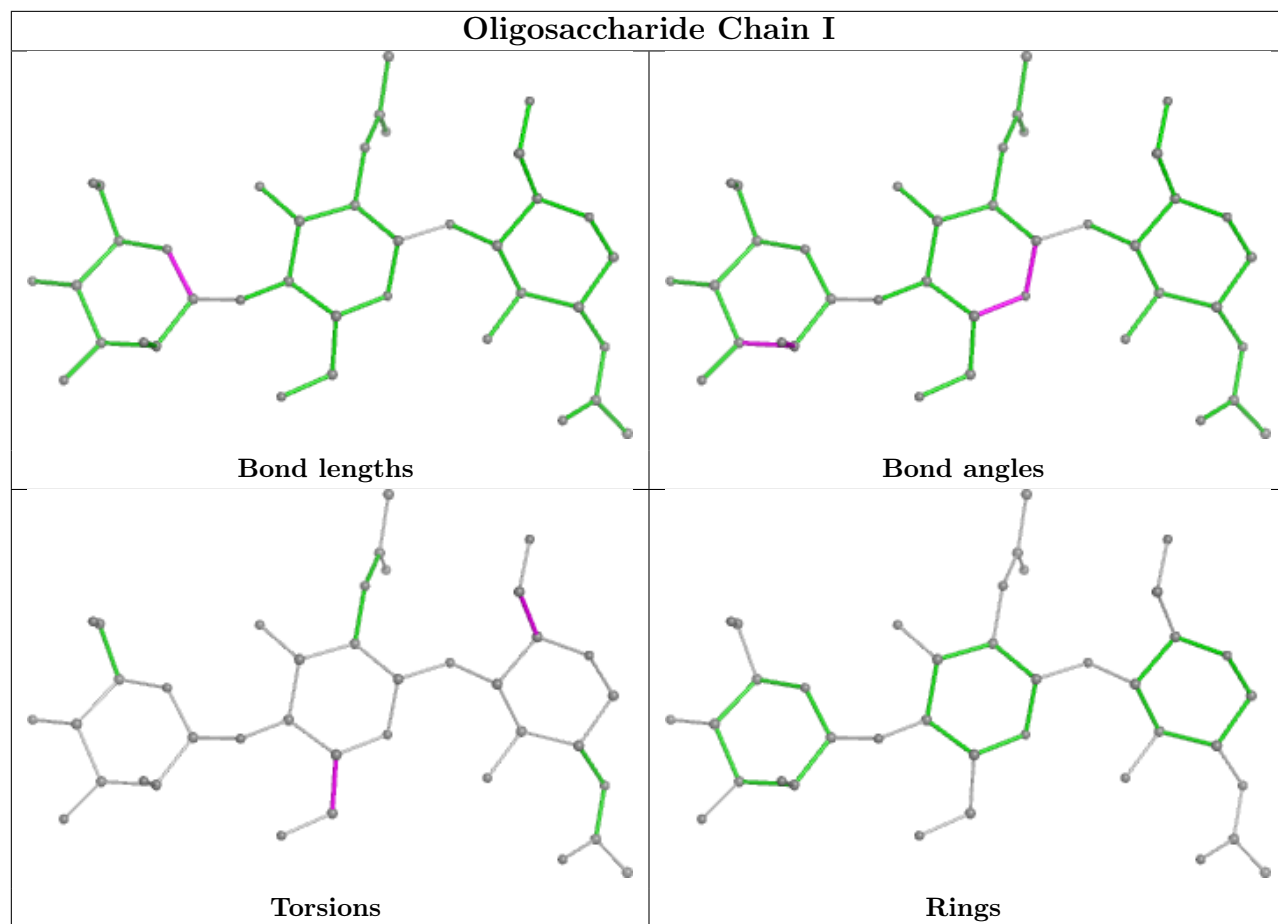 Oligosaccharide Chain I
Bond lengths
Bond angles
Torsions
Rings